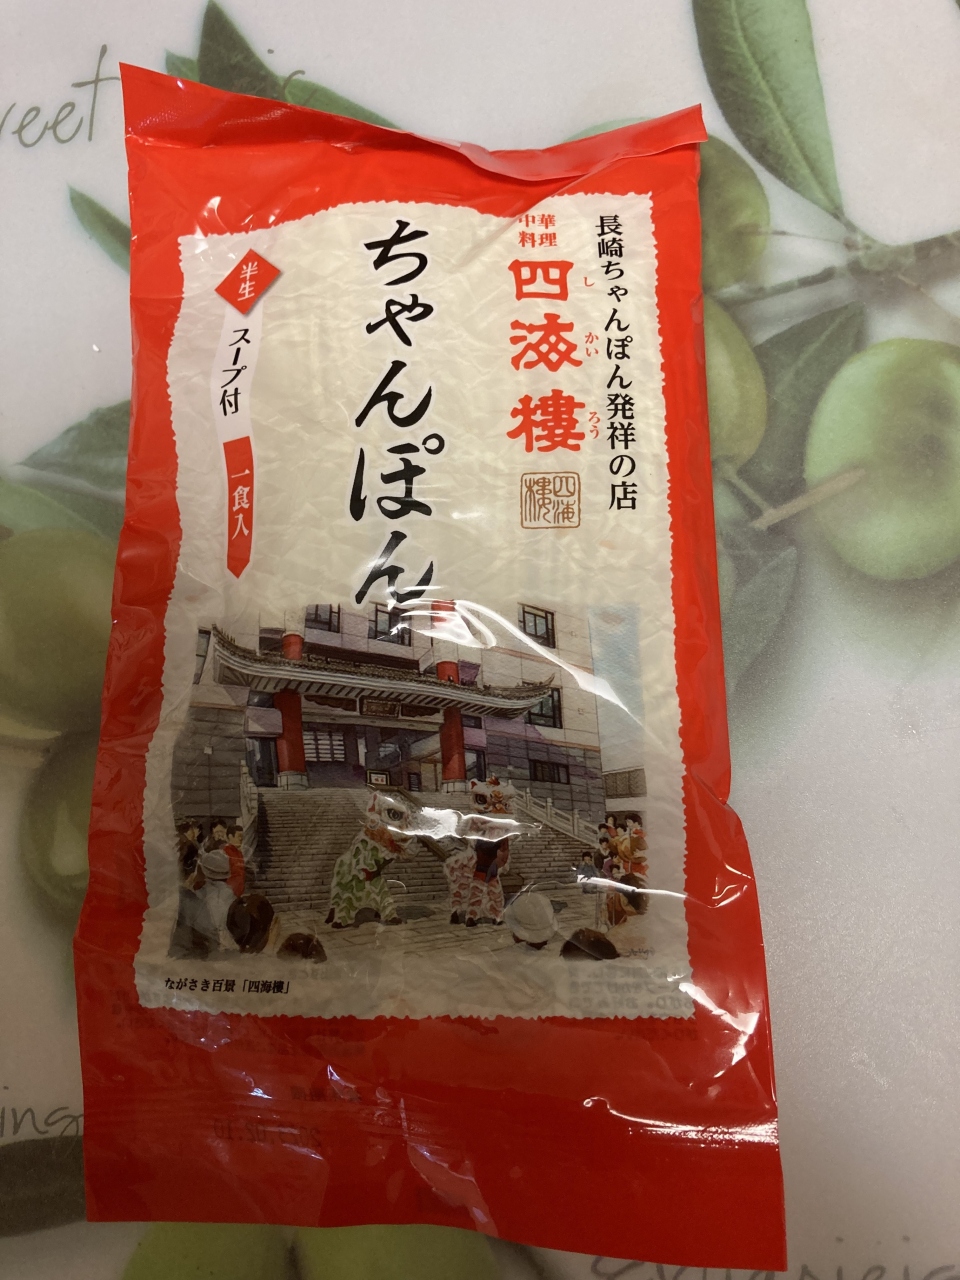 長崎ちゃんぽん発祥の店
中華
料理
四海樓
し かい ろう
四海
樓
ちゃんぽん
半生
スープ付
一食入
ながさき百景「四海樓」
reet